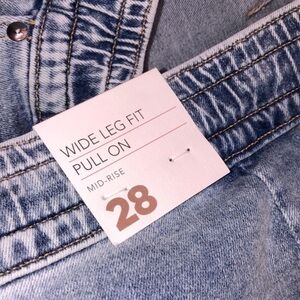 WIDE LEG FIT
PULL ON
MID-RISE
28